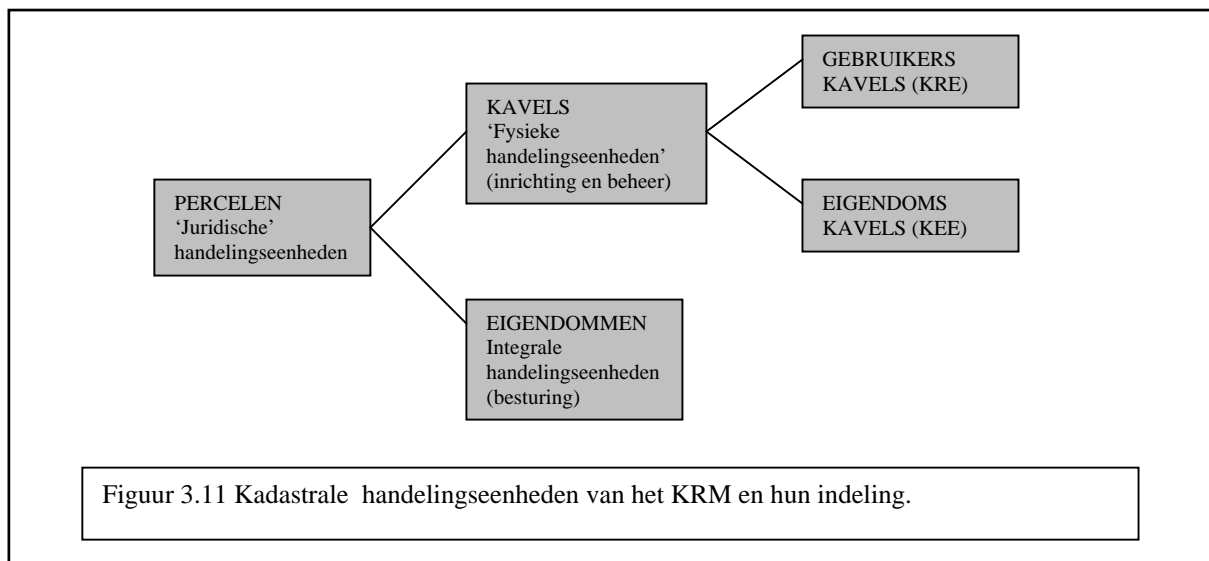 PERCELEN
‘Juridische’
handelingseenheden
KAVELS
‘Fysieke
handelingseenheden’
(inrichting en beheer)
EIGENDOMMEN
Integrale
handelingseenheden
(besturing)
GEBRUIKERS
KAVELS (KRE)
EIGENDOMS
KAVELS (KEE)
Figuur 3.11 Kadastrale handelingseenheden van het KRM en hun indeling.